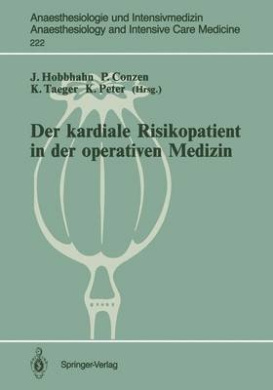 Anaesthesiologie und Intensivmedizin
Anaesthesiology and Intensive Care Medicine
222
J. Hobbhahn P. Conzen
K. Taeger K. Peter (Hrsg.)
Der kardiale Risikopatient
in der operativen Medizin
Springer-Verlag